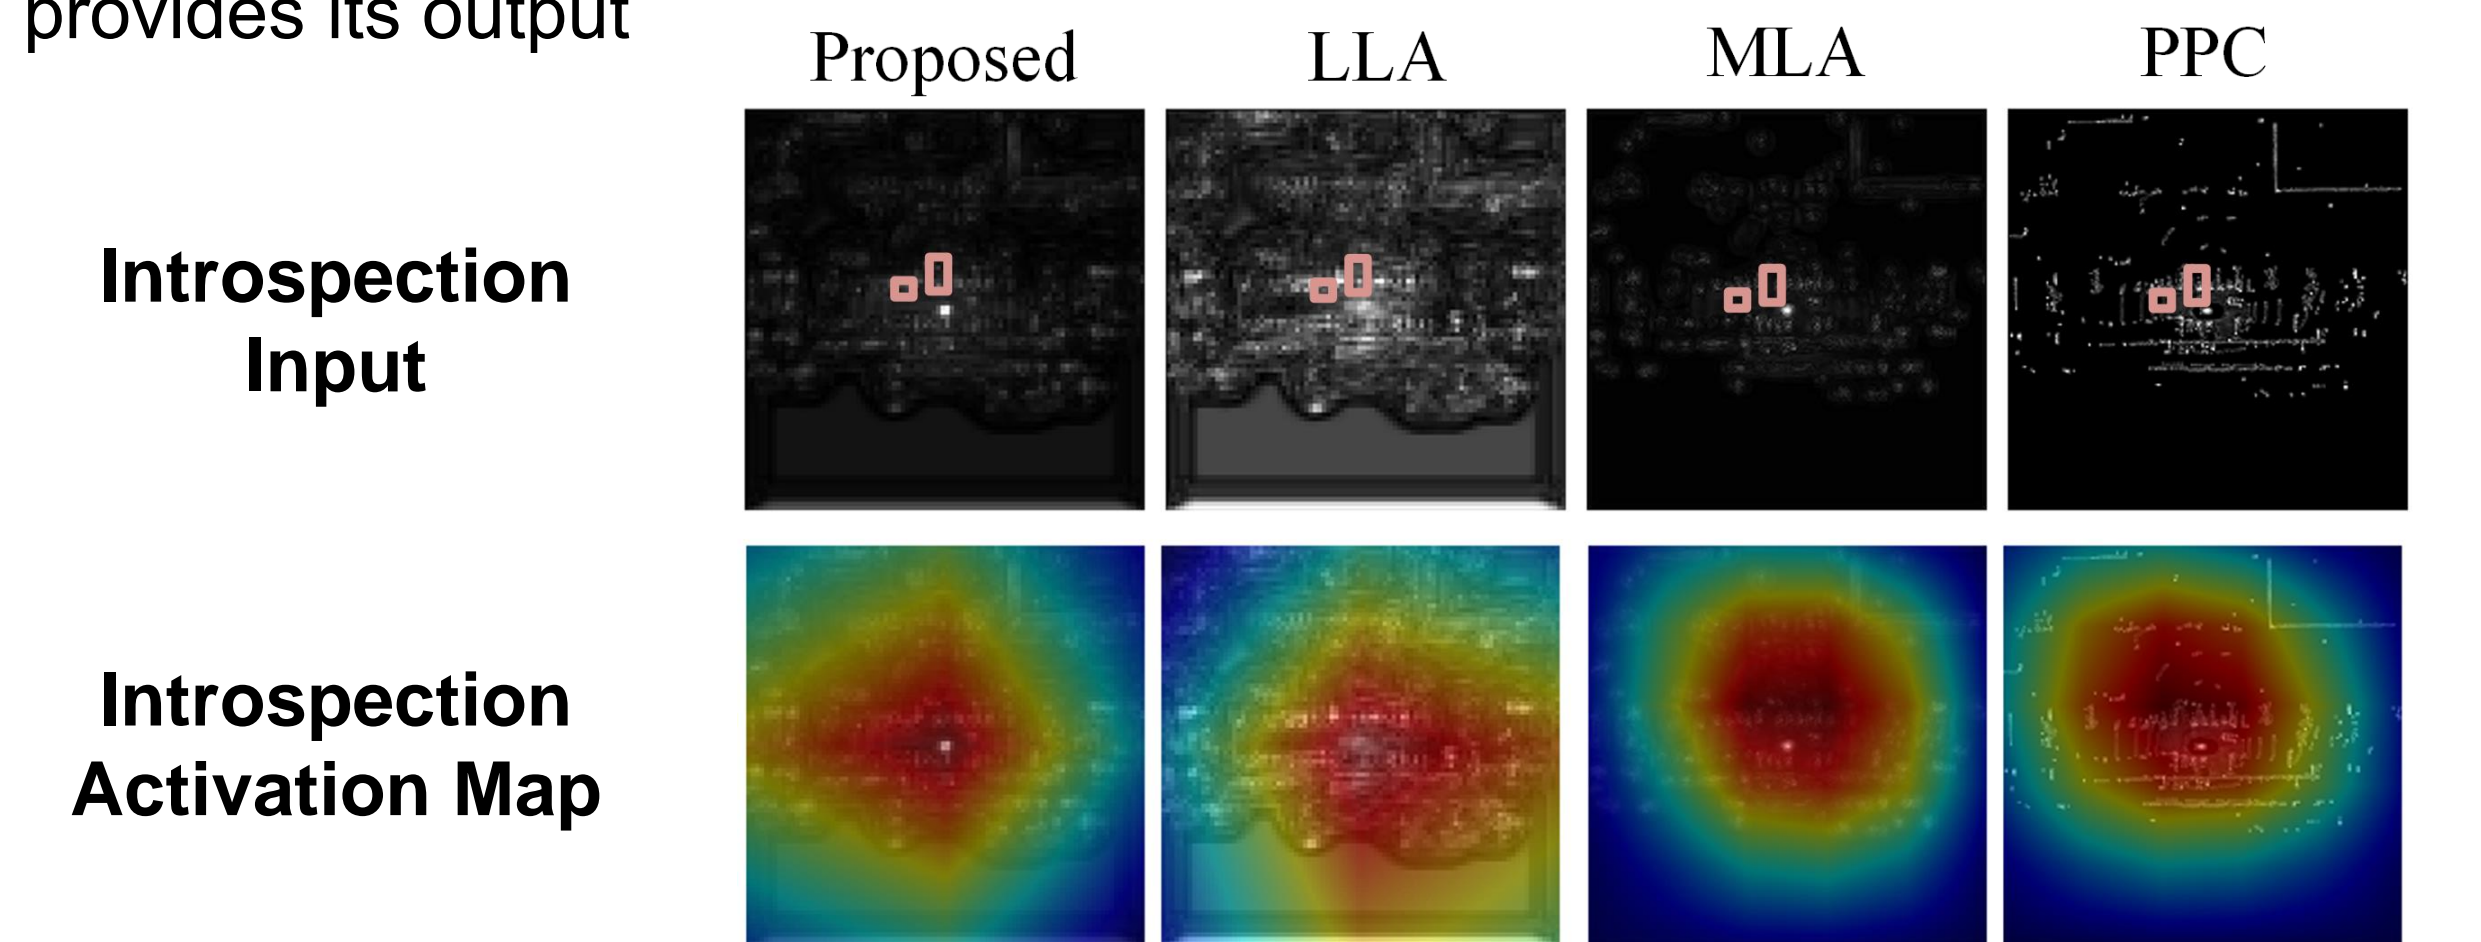 provides its output
Proposed LLA MLA PPC
Introspection
Input
Introspection
Activation Map